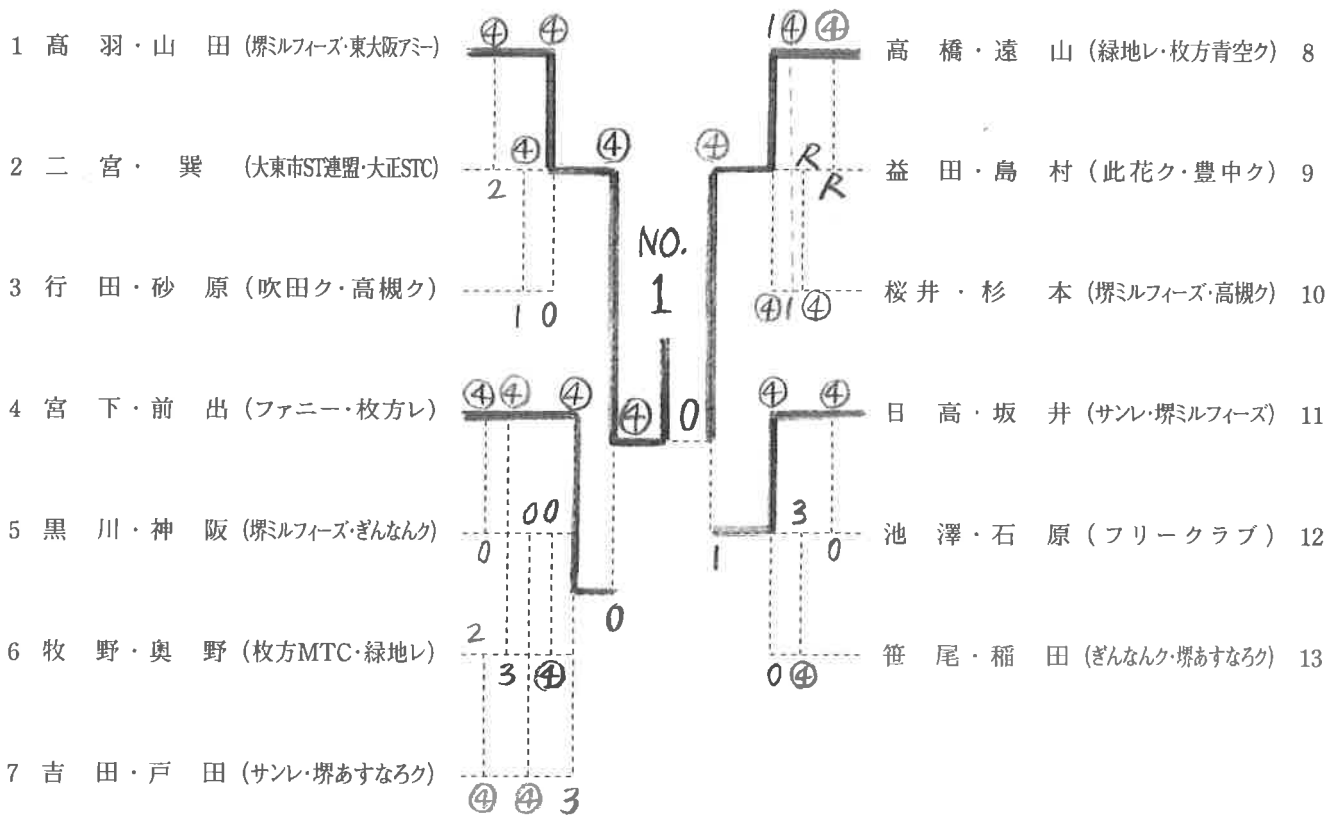 ④ ④ 1 ④ ④
1 髙羽・山田 (堺ミルフィーズ・東大阪アミー) 高橋・遠山 (緑地レ・枚方青空ク) 8
④ ④ ④ R
2 二宮・巽 (大東市ST連盟・大正STC) 益田・島村 (此花ク・豊中ク) 9
2 R
NO.
1
3 行田・砂原 (吹田ク・高槻ク) 桜井・杉本 (堺ミルフィーズ・高槻ク) 10
1 0 ④ 1 ④
④ ④ ④ ④ 0 ④ ④
4 宮下・前出 (ファニー・枚方レ) 日高・坂井 (サンレ・堺ミルフィーズ) 11
0 0 3
5 黒川・神阪 (堺ミルフィーズ・ぎんなんク) 池澤・石原 (フリークラブ) 12
0 1 0
2 0
6 牧野・奥野 (枚方MTC・緑地レ) 笹尾・稲田 (ぎんなんク・堺あすなろク) 13
3 ④ 0 ④
7 吉田・戸田 (サンレ・堺あすなろク)
④ ④ 3